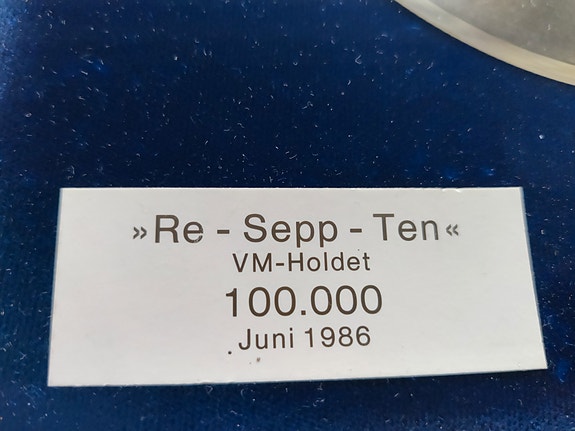 »Re - Sepp - Ten«
VM-Holdet
100.000
Juni 1986